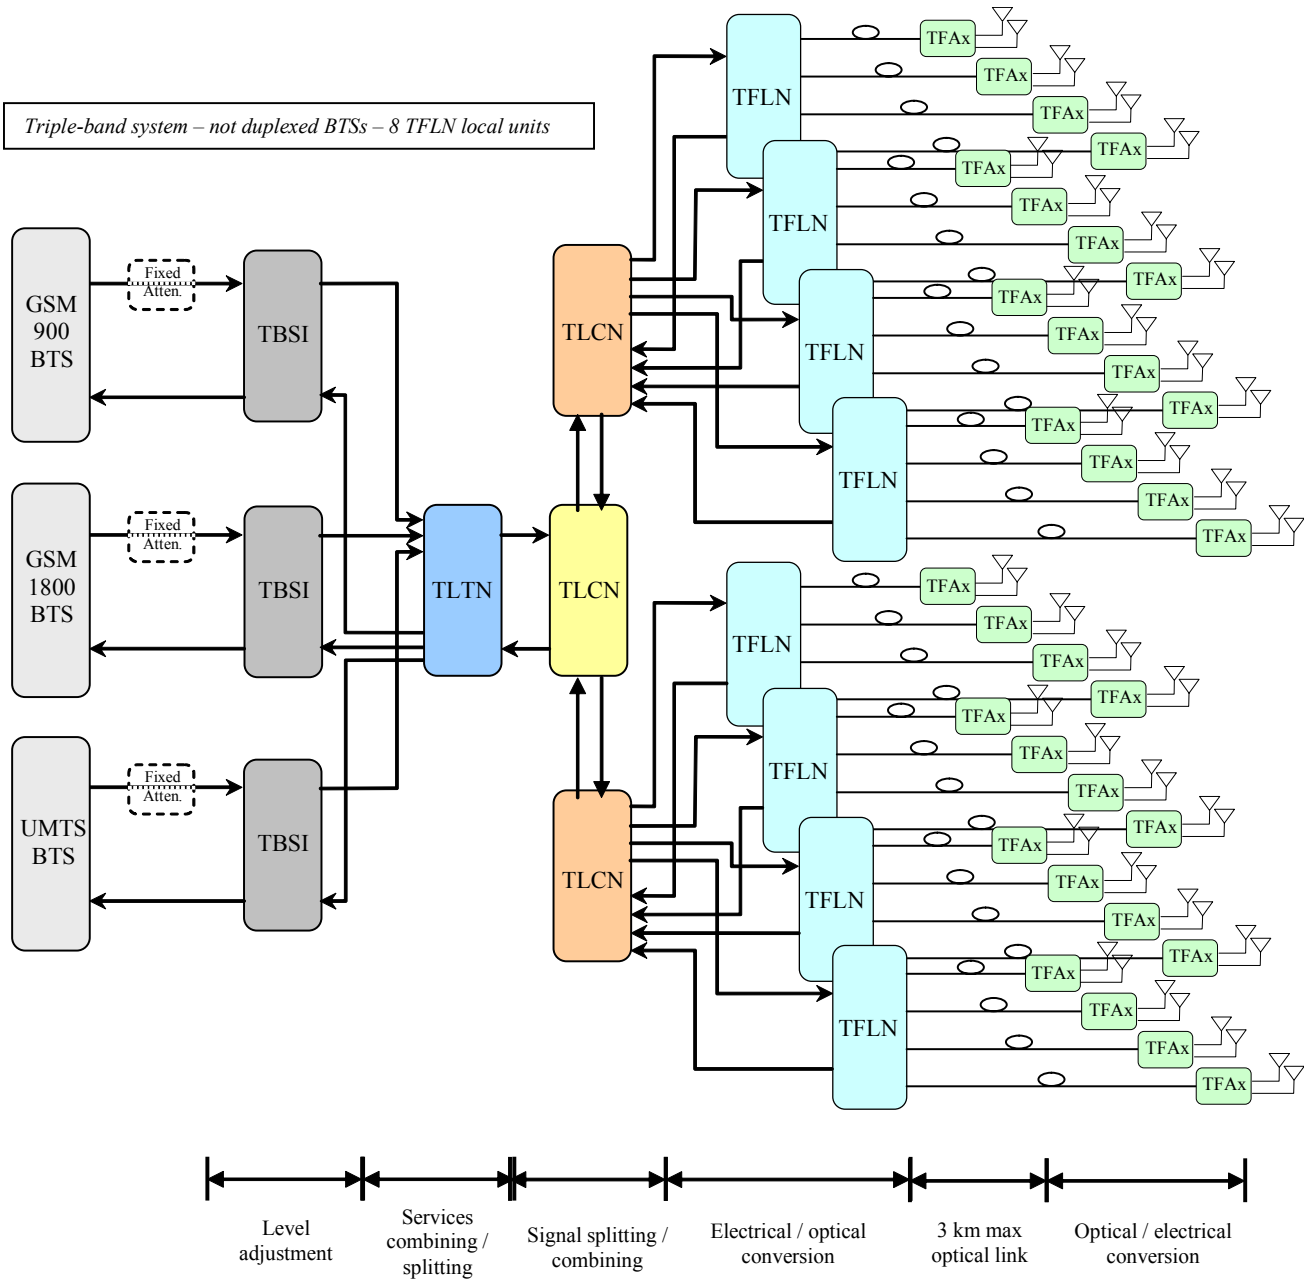 Triple-band system – not duplexed BTSs – 8 TFLN local units
GSM
900
BTS
Fixed
Atten.
TBSI
GSM
1800
BTS
Fixed
Atten.
TBSI
UMTS
BTS
Fixed
Atten.
TBSI
TLTN
TLCN
TLCN
TLCN
TFLN
TFAx
TFAx
TFAx
TFAx
TFLN
TFAx
TFAx
TFAx
TFAx
TFLN
TFAx
TFAx
TFAx
TFAx
TFLN
TFAx
TFAx
TFAx
TFAx
TFLN
TFAx
TFAx
TFAx
TFAx
TFLN
TFAx
TFAx
TFAx
TFAx
TFLN
TFAx
TFAx
TFAx
TFAx
TFLN
TFAx
TFAx
TFAx
TFAx
Level
adjustment
Services
combining /
splitting
Signal splitting /
combining
Electrical / optical
conversion
3 km max
optical link
Optical / electrical
conversion